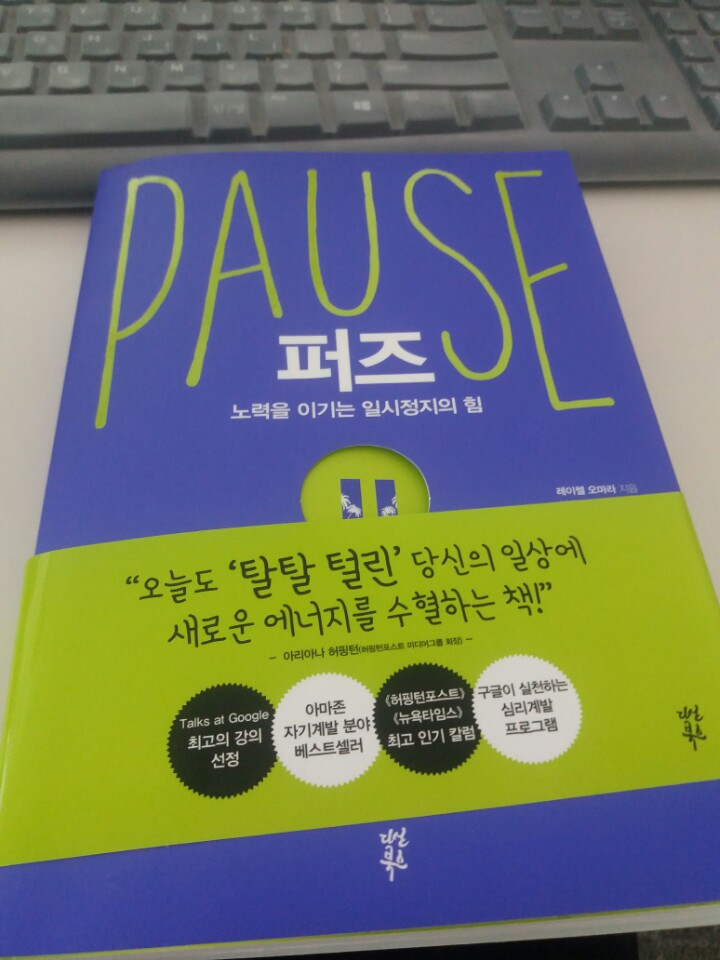 PAUSE
퍼즈
노력을 이기는 일시정지의 힘
레이첼 오마라 지음
“오늘도 ‘탈탈 털린’ 당신의 일상에
새로운 에너지를 수혈하는 책!”
- 아리아나 허핑턴(허핑턴포스트 미디어그룹 회장) -
Talks at Google
최고의 강의
선정
아마존
자기계발 분야
베스트셀러
《허핑턴포스트》
《뉴욕타임스》
최고 인기 칼럼
구글이 실천하는
심리계발
프로그램
다산
북스
다산
북스